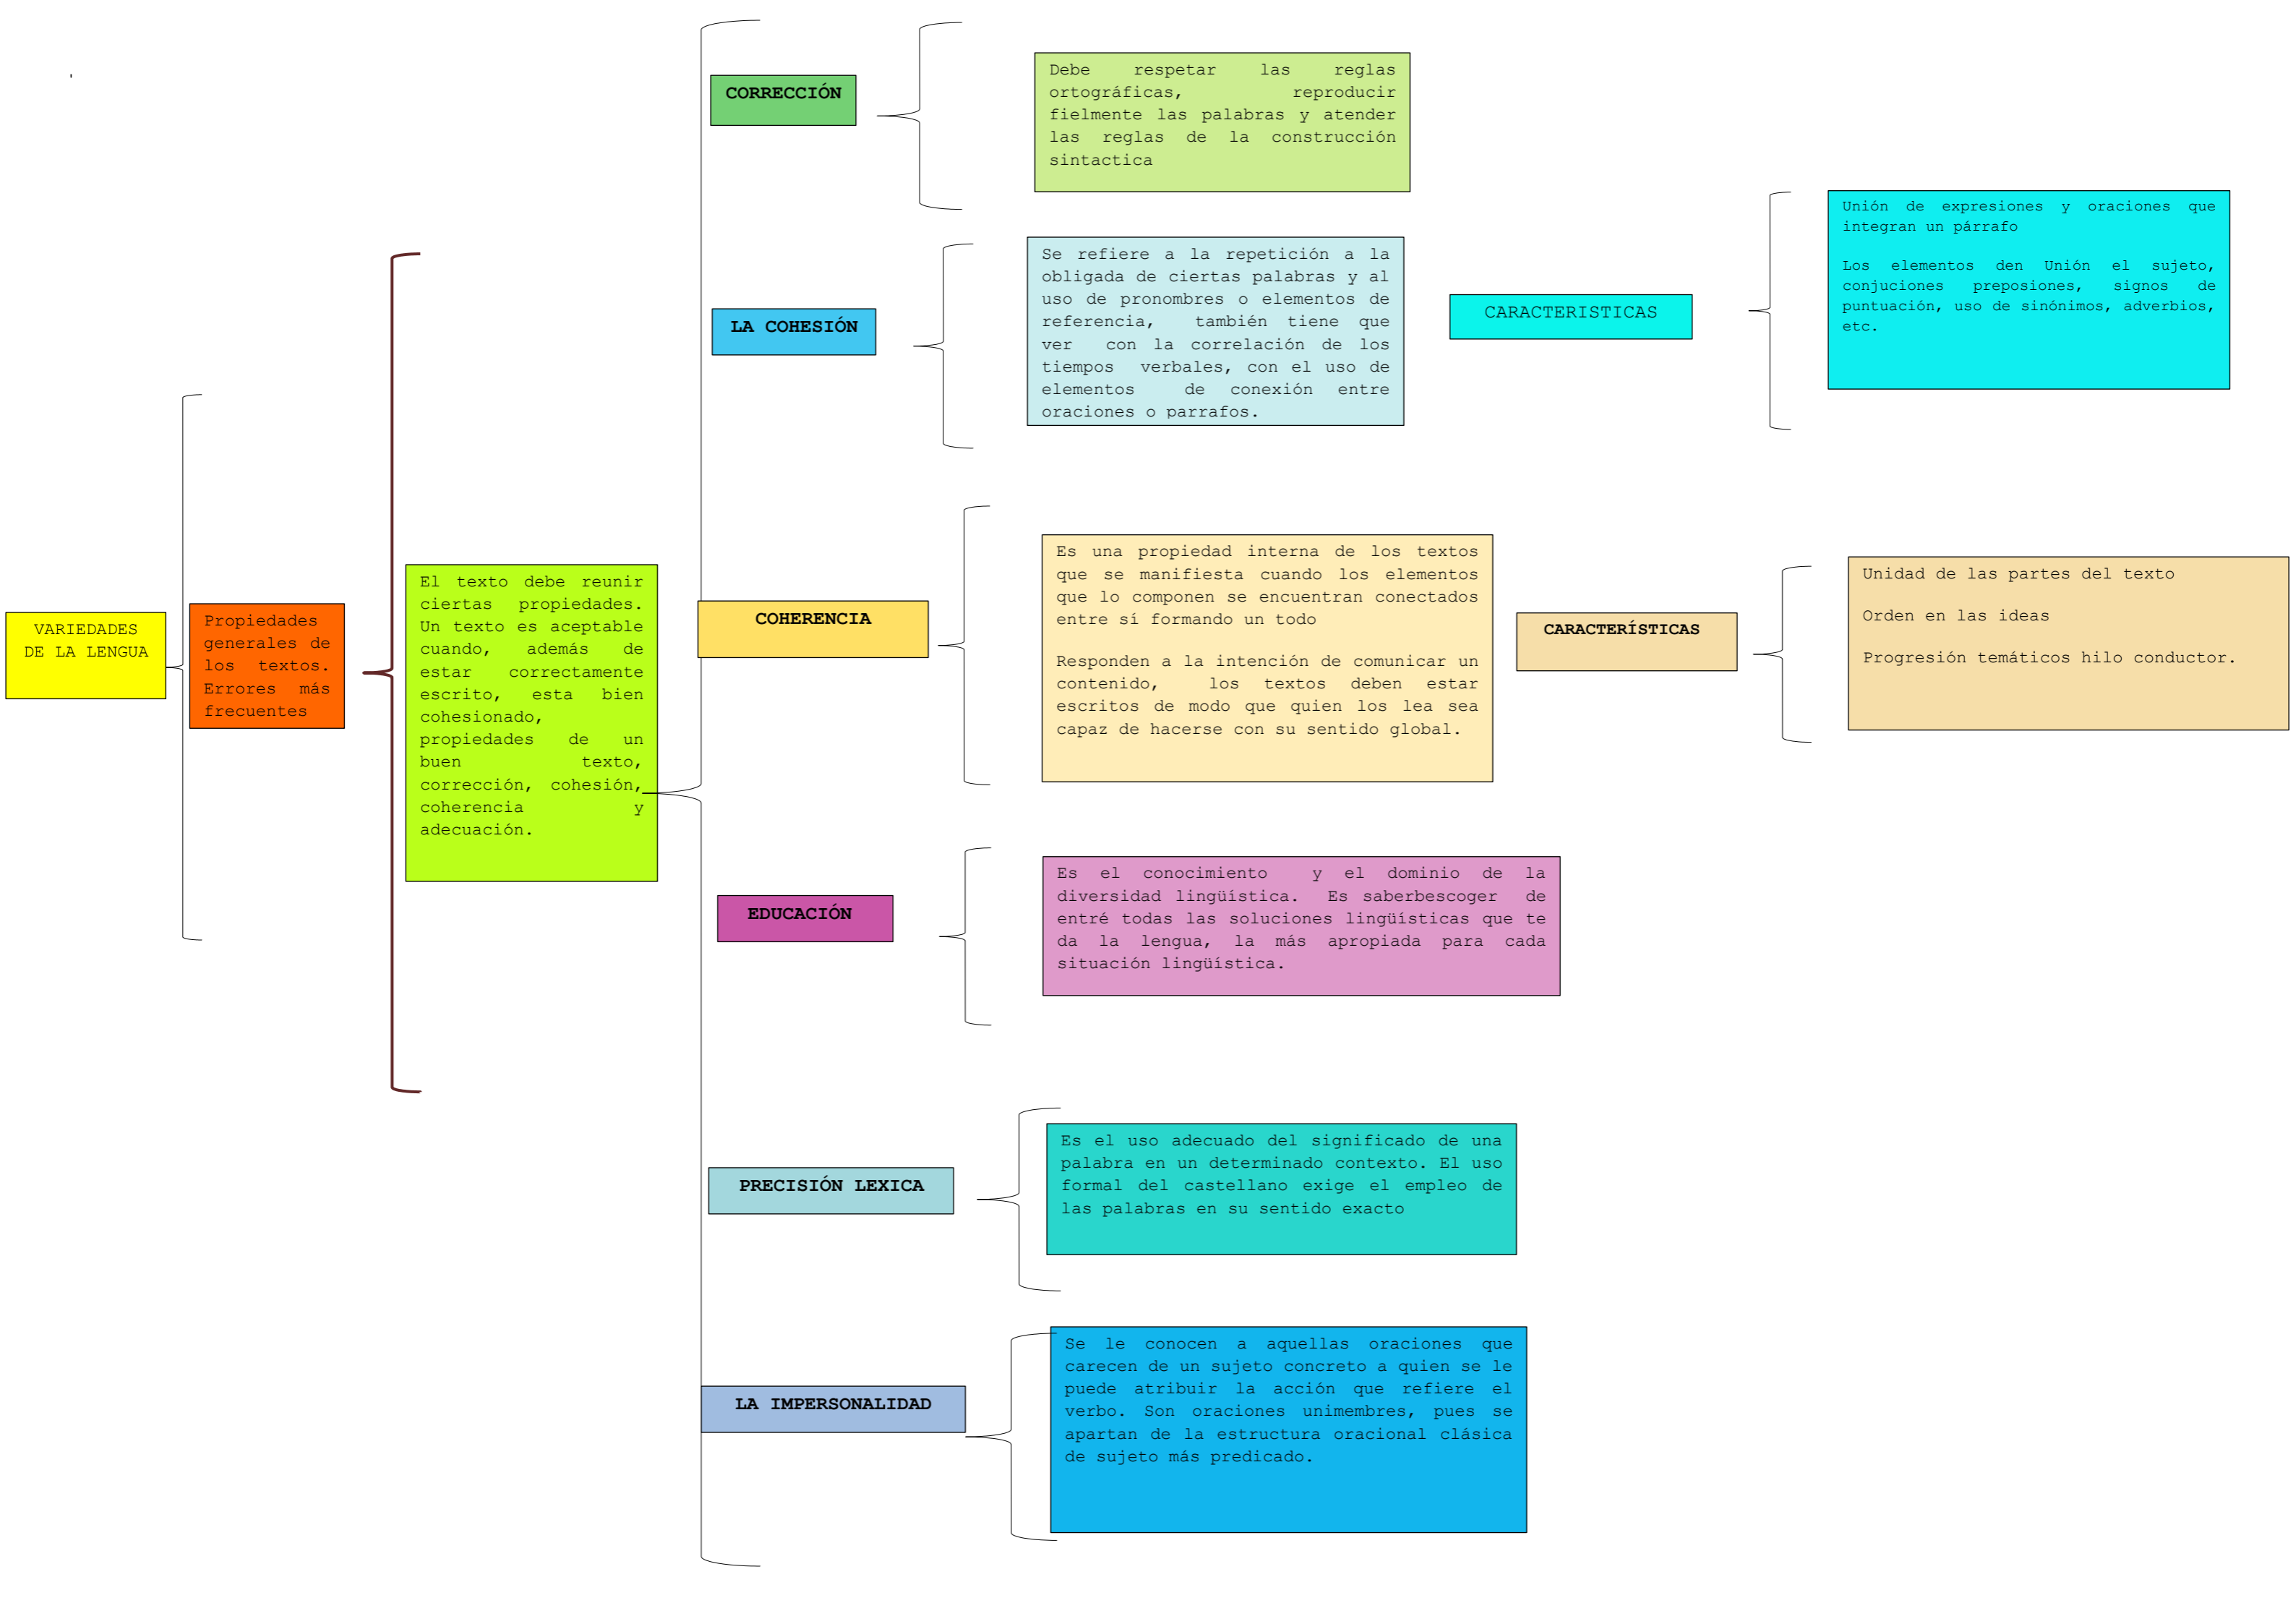 VARIEDADES
DE LA LENGUA
Propiedades
generales de
los textos.
Errores más
frecuentes
El texto debe reunir
ciertas propiedades.
Un texto es aceptable
cuando, además de
estar correctamente
escrito, esta bien
cohesionado,
propiedades de un
buen texto,
corrección, cohesión,
coherencia y
adecuación.
CORRECCIÓN
Debe respetar las reglas
ortográficas, reproducir
fielmente las palabras y atender
las reglas de la construcción
sintactica
LA COHESIÓN
Se refiere a la repetición a la
obligada de ciertas palabras y al
uso de pronombres o elementos de
referencia, también tiene que
ver con la correlación de los
tiempos verbales, con el uso de
elementos de conexión entre
oraciones o parrafos.
CARACTERISTICAS
Unión de expresiones y oraciones que
integran un párrafo
Los elementos den Unión el sujeto,
conjuciones preposiones, signos de
puntuación, uso de sinónimos, adverbios,
etc.
COHERENCIA
Es una propiedad interna de los textos
que se manifiesta cuando los elementos
que lo componen se encuentran conectados
entre sí formando un todo
Responden a la intención de comunicar un
contenido, los textos deben estar
escritos de modo que quien los lea sea
capaz de hacerse con su sentido global.
CARACTERÍSTICAS
Unidad de las partes del texto
Orden en las ideas
Progresión temáticos hilo conductor.
EDUCACIÓN
Es el conocimiento y el dominio de la
diversidad lingüística. Es saberbescoger de
entré todas las soluciones lingüísticas que te
da la lengua, la más apropiada para cada
situación lingüística.
PRECISIÓN LEXICA
Es el uso adecuado del significado de una
palabra en un determinado contexto. El uso
formal del castellano exige el empleo de
las palabras en su sentido exacto
LA IMPERSONALIDAD
Se le conocen a aquellas oraciones que
carecen de un sujeto concreto a quien se le
puede atribuir la acción que refiere el
verbo. Son oraciones unimembres, pues se
apartan de la estructura oracional clásica
de sujeto más predicado.